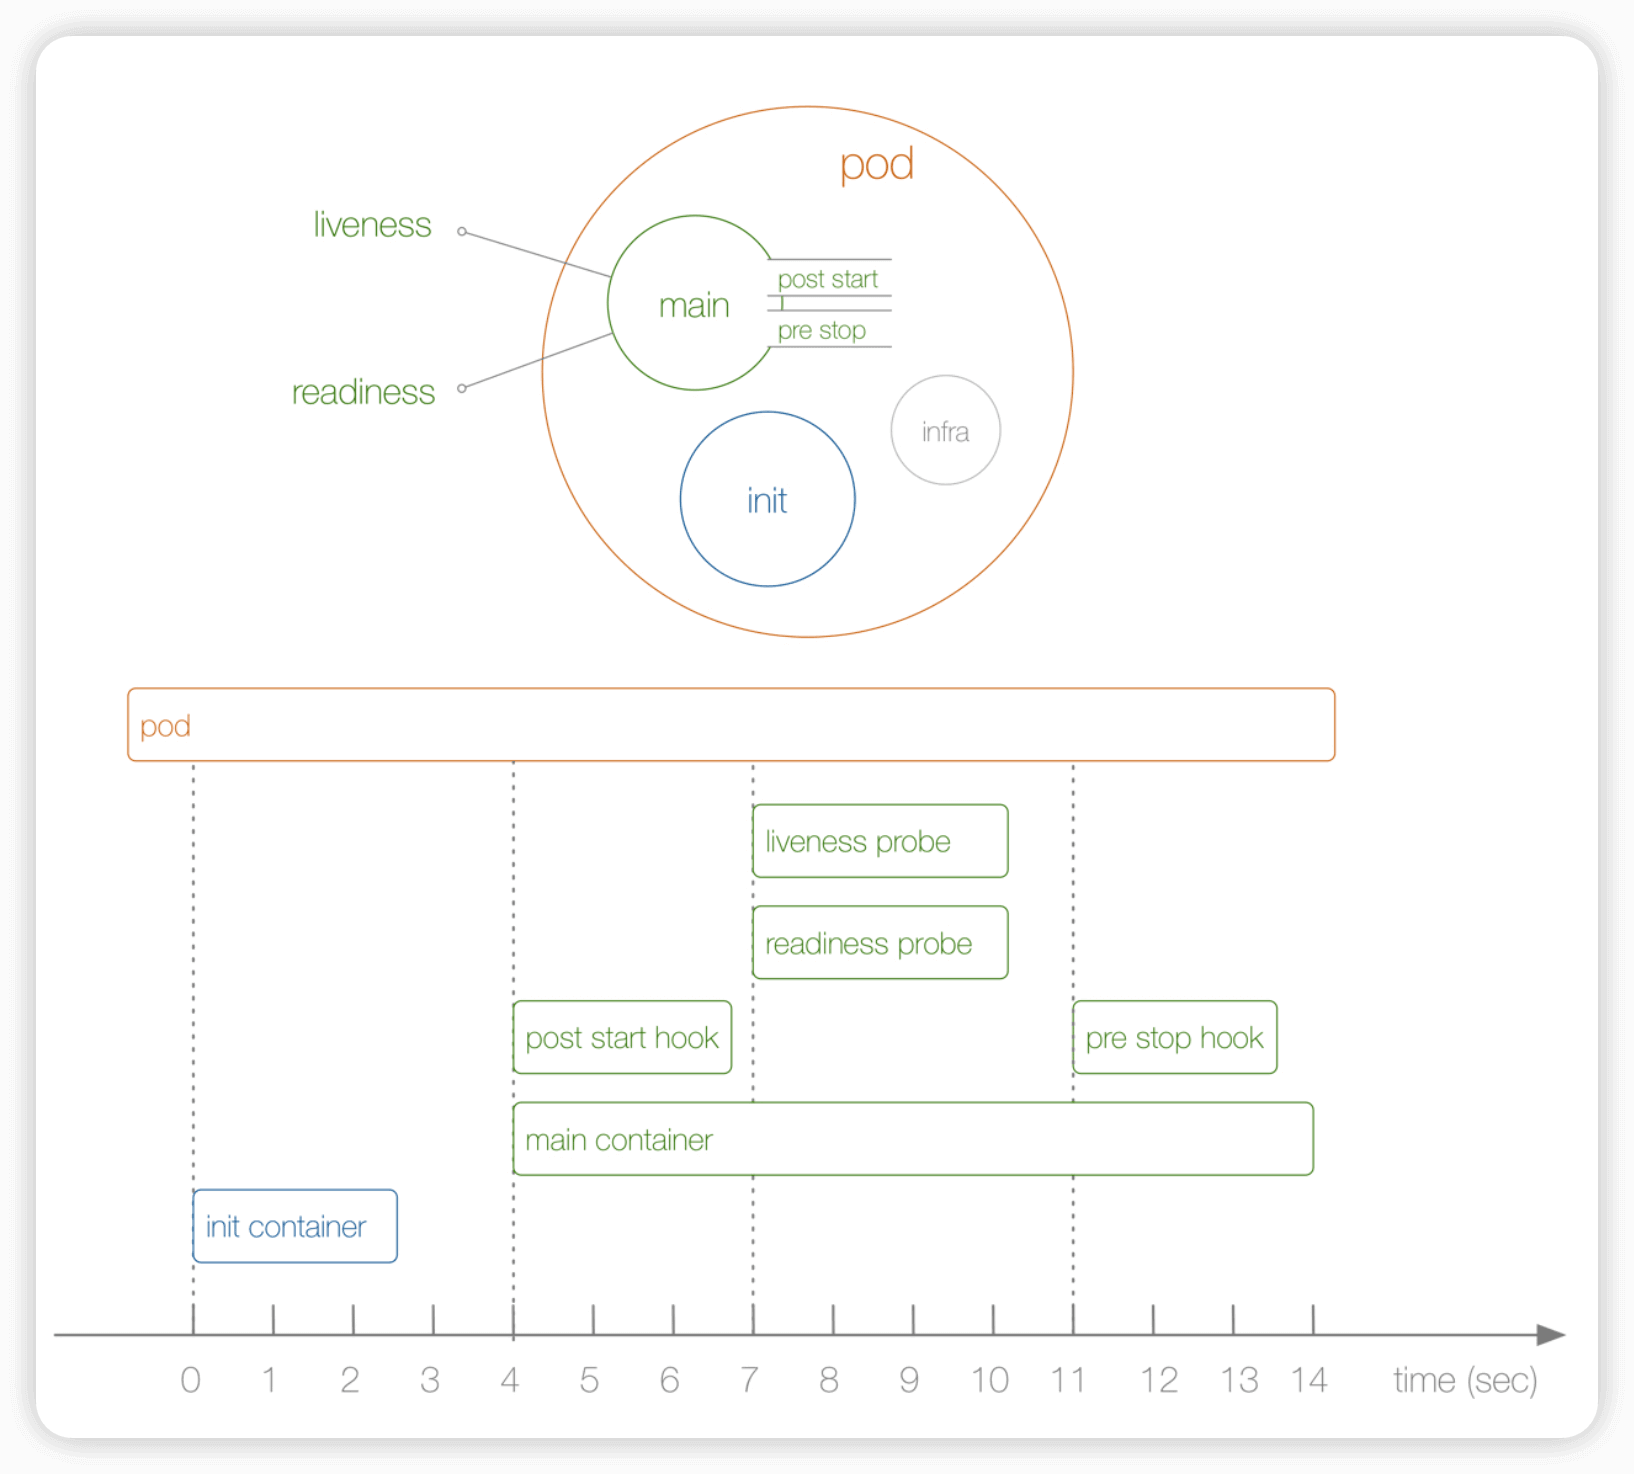 pod
liveness
post start
main
pre stop
readiness
infra
init
pod
liveness probe
readiness probe
post start hook
pre stop hook
main container
init container
0 1 2 3 4 5 6 7 8 9 10 11 12 13 14 time (sec)